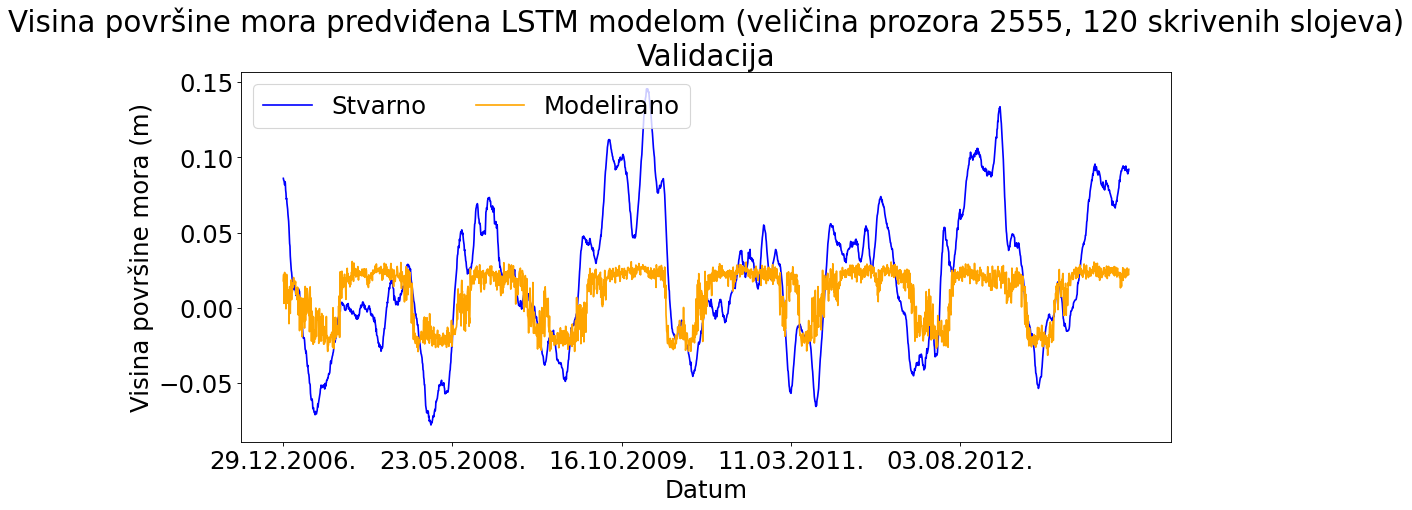 Visina površine mora predviđena LSTM modelom (veličina prozora 2555, 120 skrivenih slojeva)
Validacija
Stvarno
Modelirano
Visina površine mora (m)
0.15
0.10
0.05
0.00
−0.05
29.12.2006.
23.05.2008.
16.10.2009.
11.03.2011.
03.08.2012.
Datum